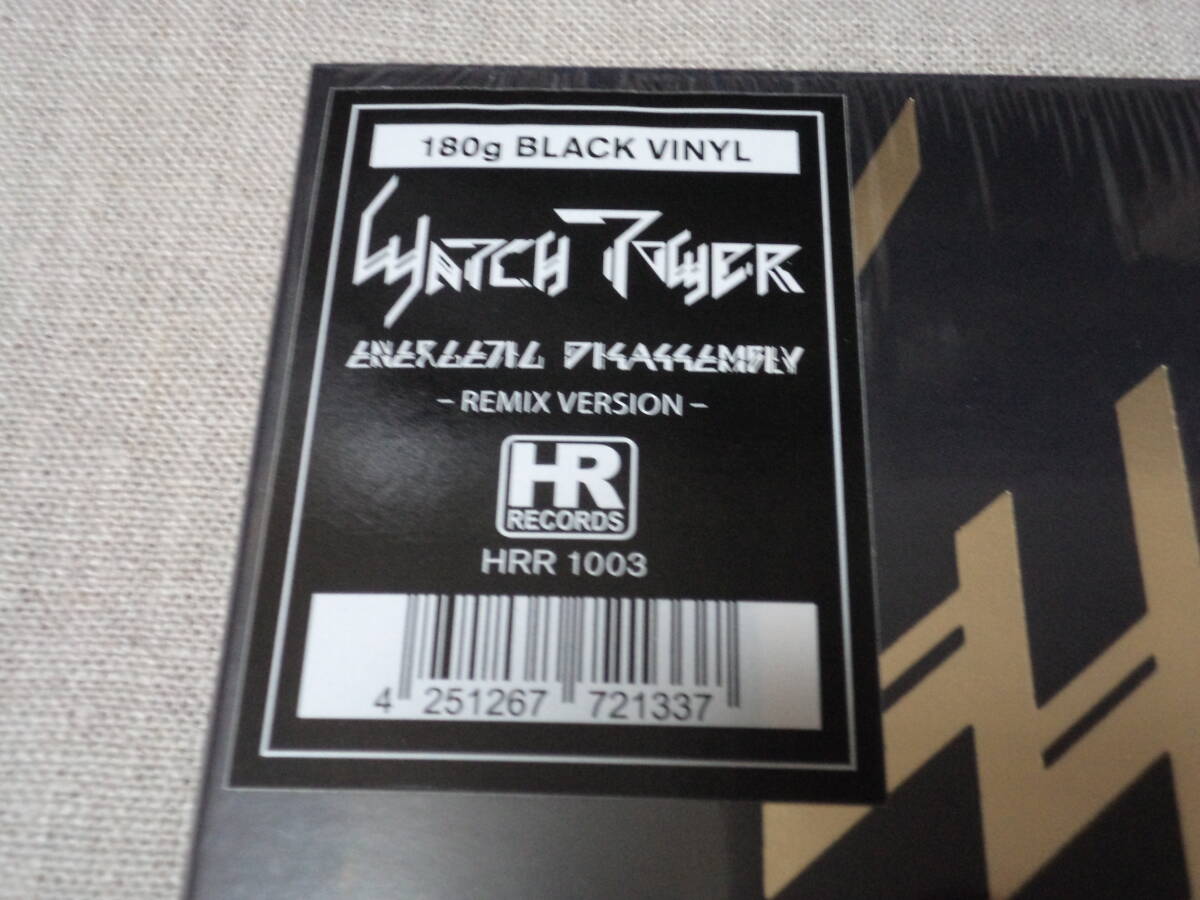 180g BLACK VINYL
WATCH TOWER
ENERGETIC DISASSEMBLY
– REMIX VERSION –
HR
RECORDS
HRR 1003
4 251267 721337